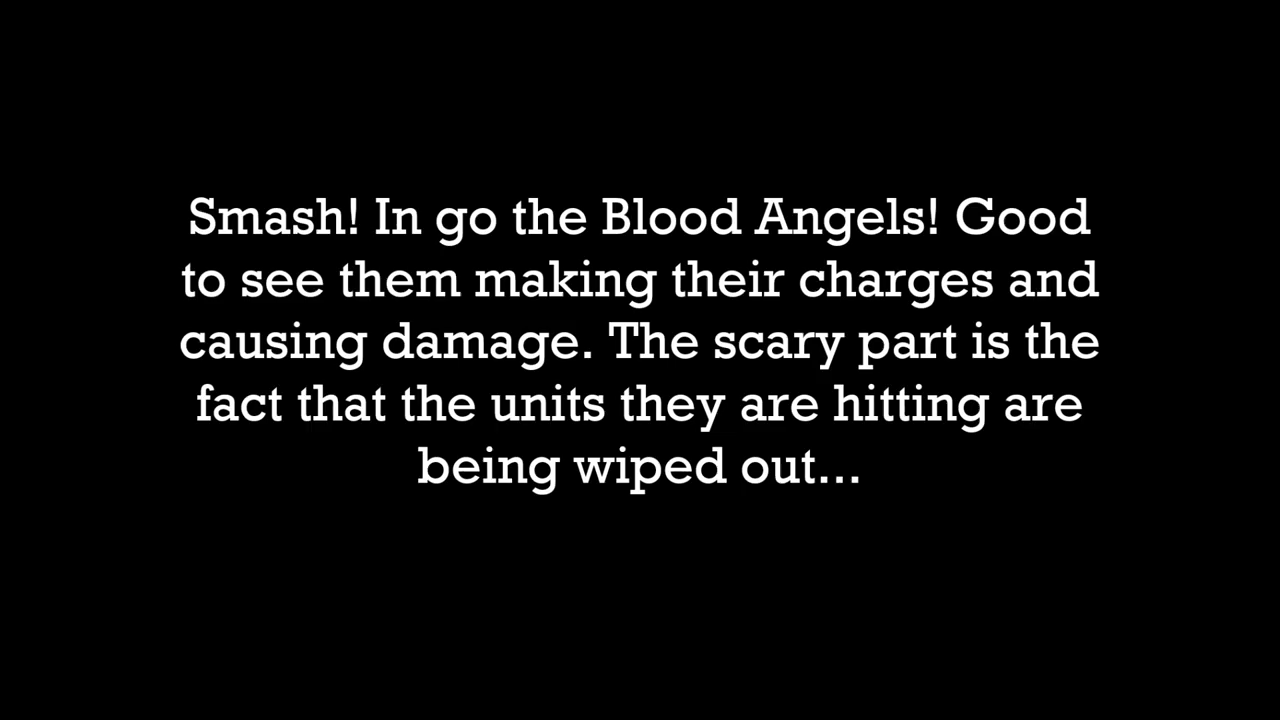 Smash! In go the Blood Angels! Good
to see them making their charges and
causing damage. The scary part is the
fact that the units they are hitting are
being wiped out...